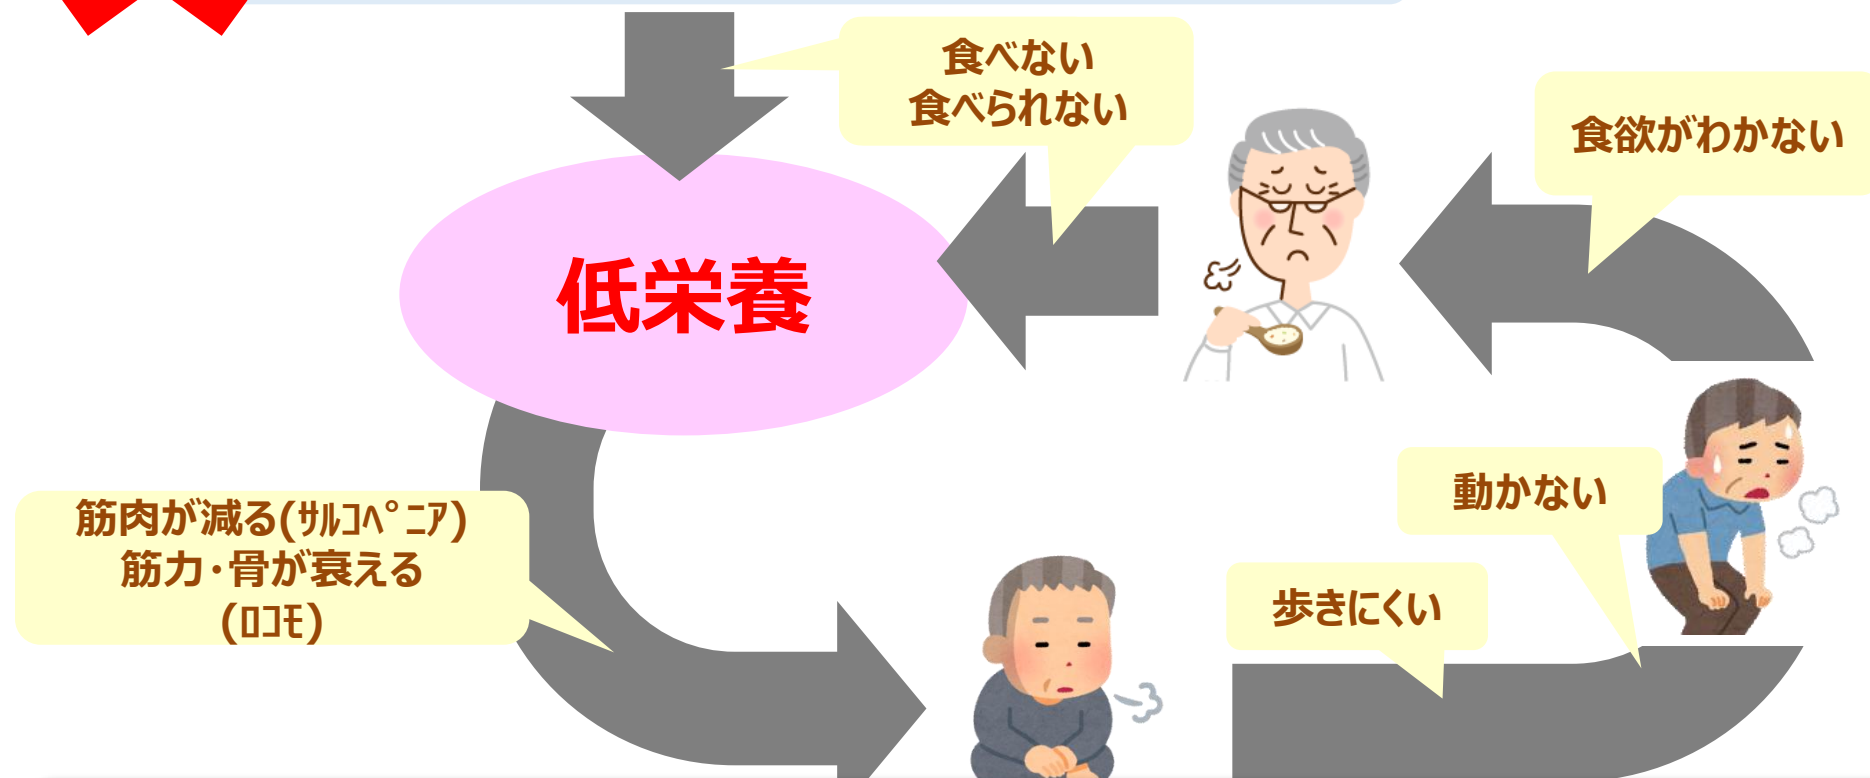 食べない
食べられない
食欲がわかない
低栄養
動かない
筋肉が減る(ｻﾙｺﾍﾟﾆｱ)
筋力・骨が衰える
(ﾛｺﾓ)
歩きにくい